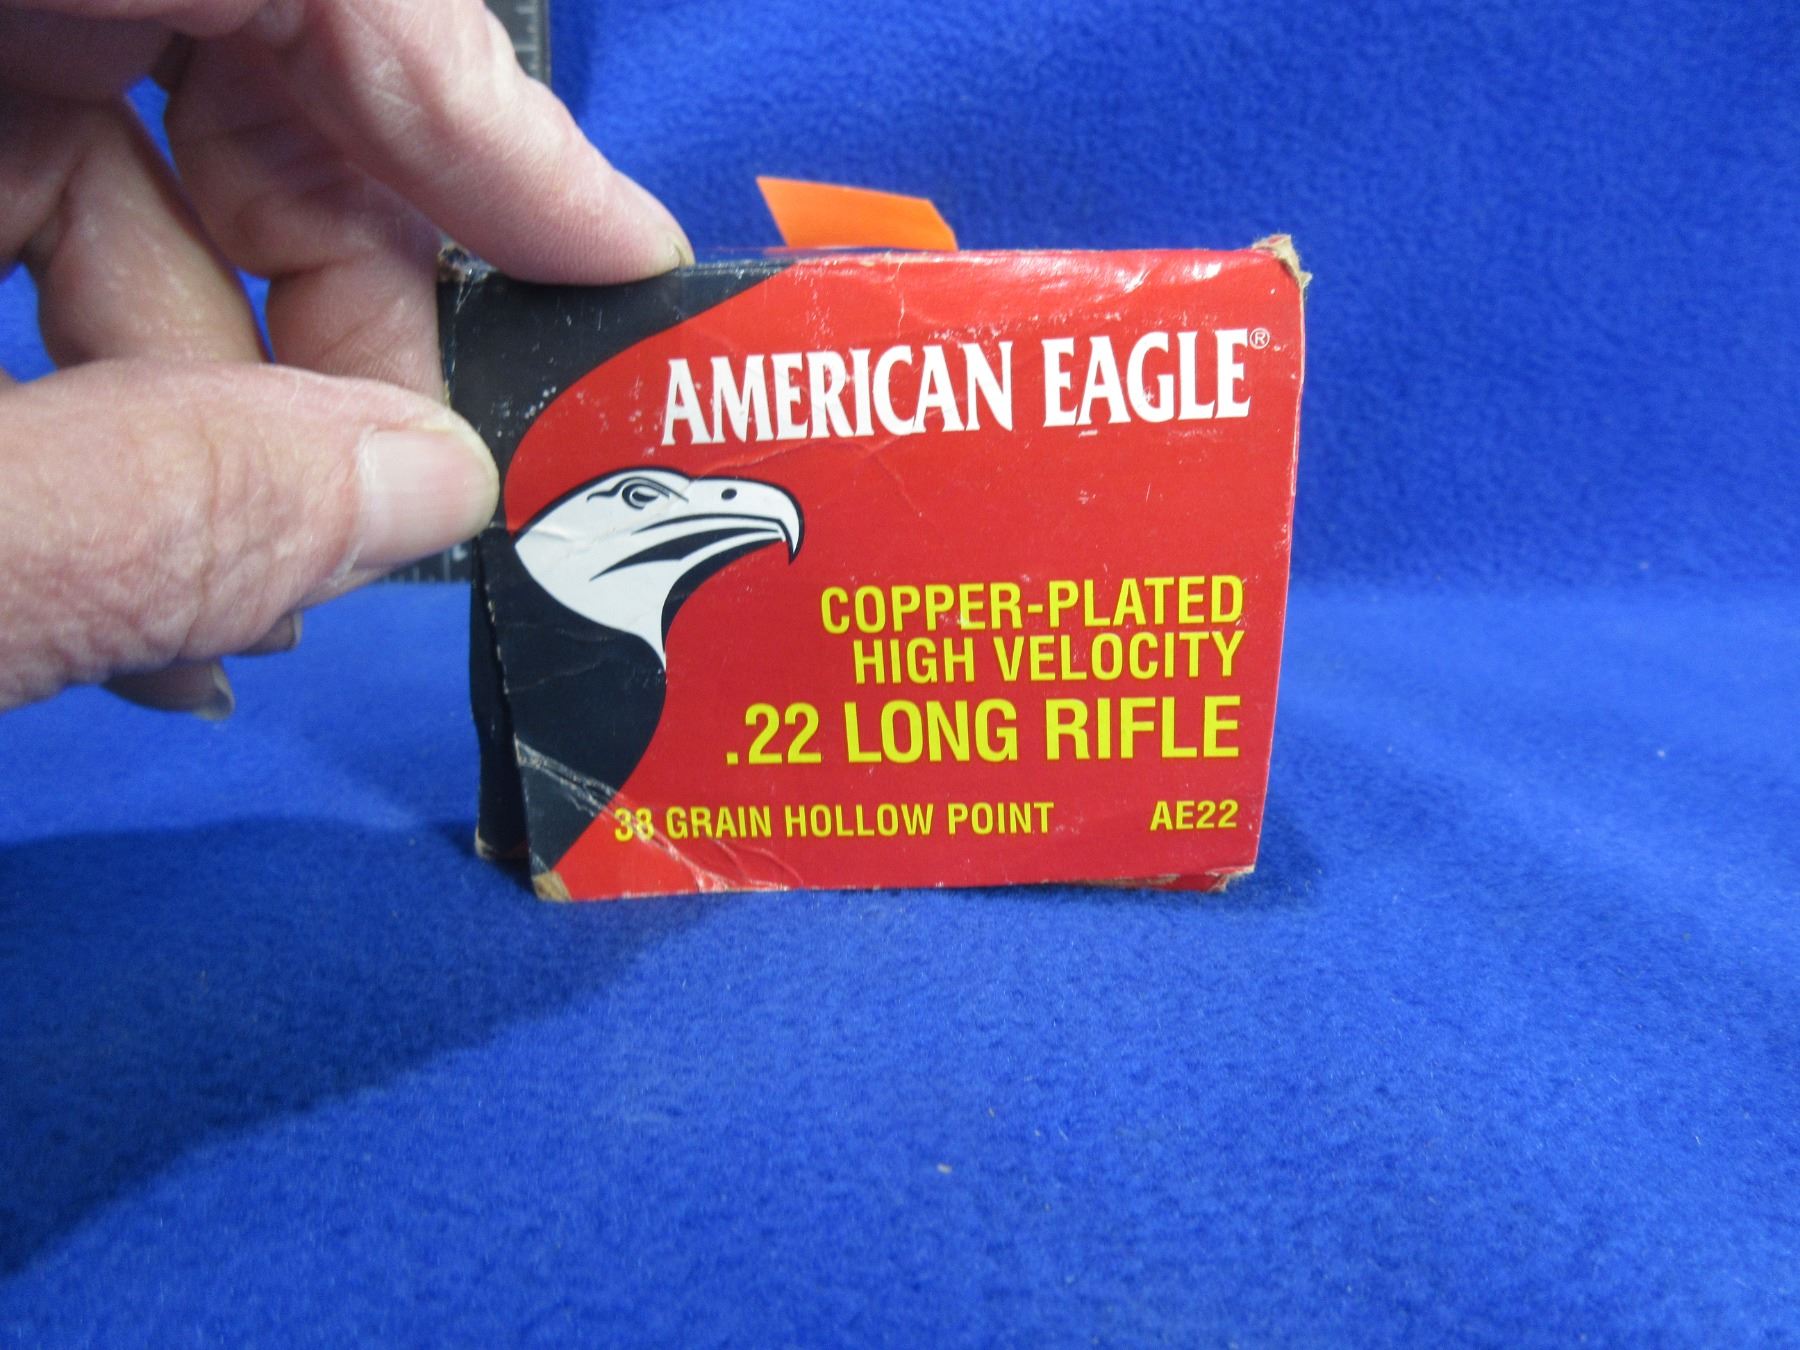 AMERICAN EAGLE®
COPPER-PLATED
HIGH VELOCITY
.22 LONG RIFLE
38 GRAIN HOLLOW POINT AE22